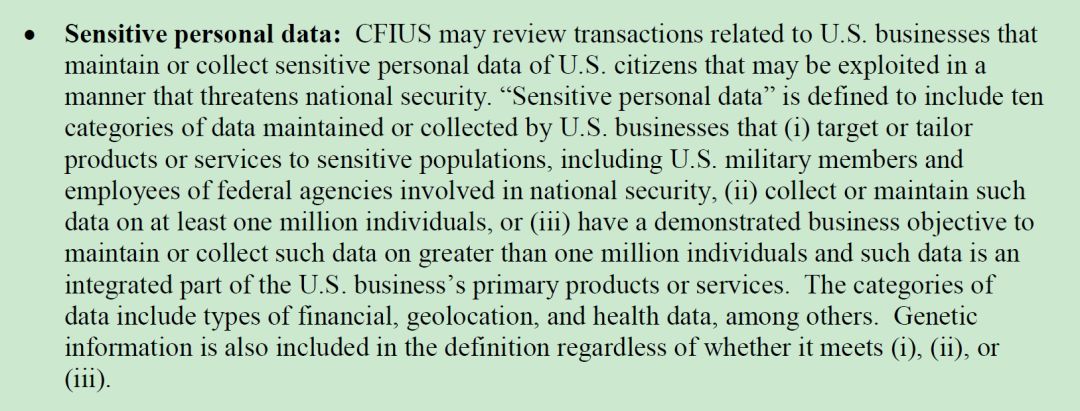 • Sensitive personal data: CFIUS may review transactions related to U.S. businesses that
maintain or collect sensitive personal data of U.S. citizens that may be exploited in a
manner that threatens national security. “Sensitive personal data” is defined to include ten
categories of data maintained or collected by U.S. businesses that (i) target or tailor
products or services to sensitive populations, including U.S. military members and
employees of federal agencies involved in national security, (ii) collect or maintain such
data on at least one million individuals, or (iii) have a demonstrated business objective to
maintain or collect such data on greater than one million individuals and such data is an
integrated part of the U.S. business’s primary products or services. The categories of
data include types of financial, geolocation, and health data, among others. Genetic
information is also included in the definition regardless of whether it meets (i), (ii), or
(iii).